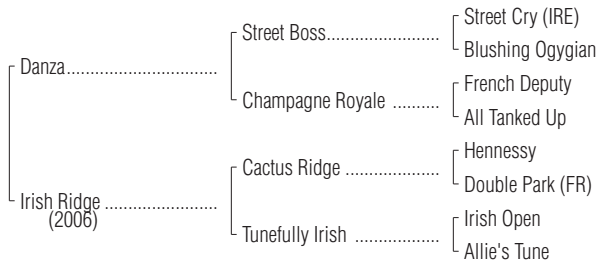 Street Cry (IRE)
Street Boss
Blushing Ogygian
Danza
French Deputy
Champagne Royale
All Tanked Up
Hennessy
Cactus Ridge
Double Park (FR)
Irish Ridge
(2006)
Irish Open
Tunefully Irish
Allie's Tune